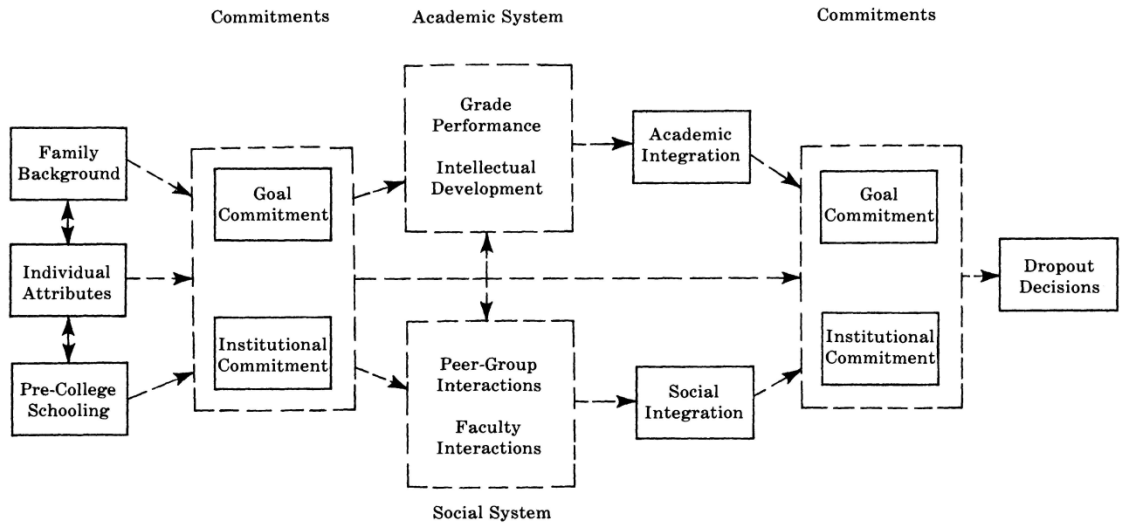 Commitments
Academic System
Commitments
Family
Background
Individual
Attributes
Pre-College
Schooling
Goal
Commitment
Institutional
Commitment
Grade
Performance
Intellectual
Development
Peer-Group
Interactions
Faculty
Interactions
Social System
Academic
Integration
Social
Integration
Goal
Commitment
Institutional
Commitment
Dropout
Decisions